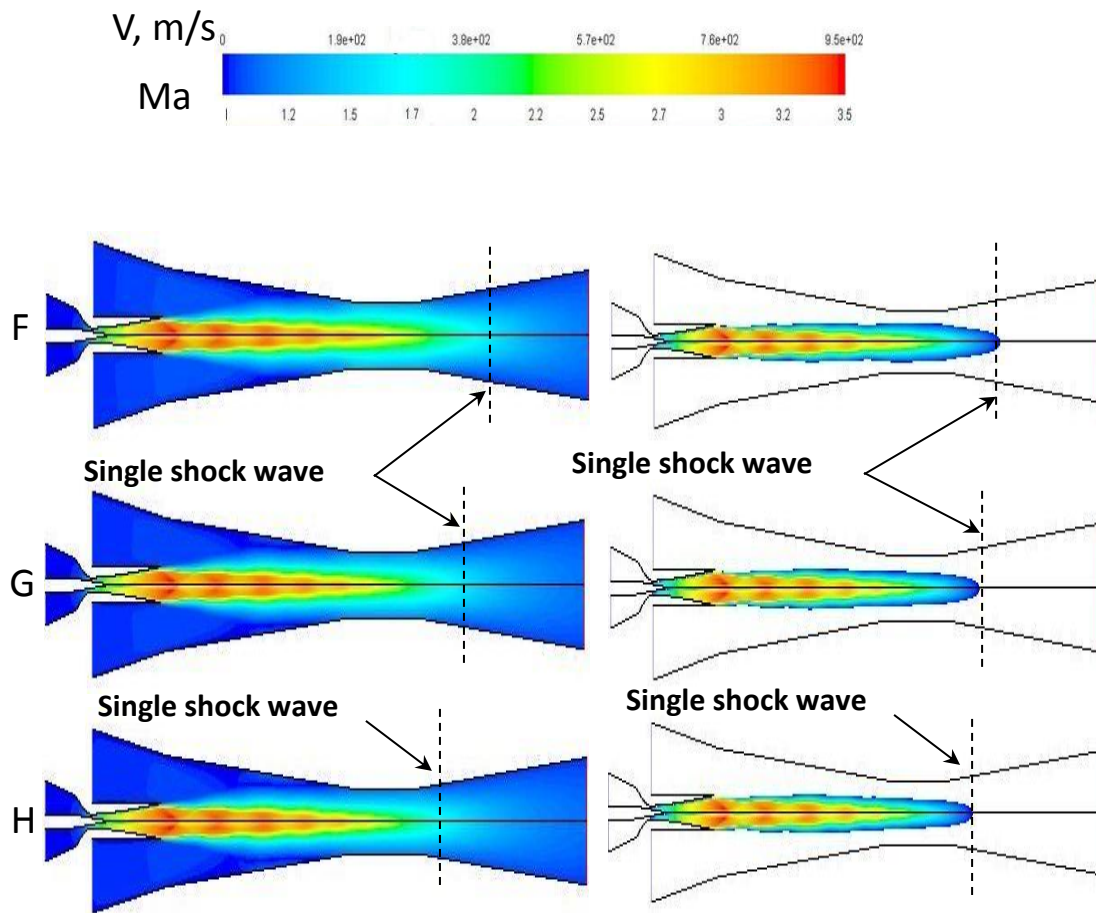 V, m/s
0 1.9e+02 3.8e+02 5.7e+02 7.6e+02 9.5e+02
Ma
1 1.2 1.5 1.7 2 2.2 2.5 2.7 3 3.2 3.5
F
Single shock wave Single shock wave
G
Single shock wave Single shock wave
H